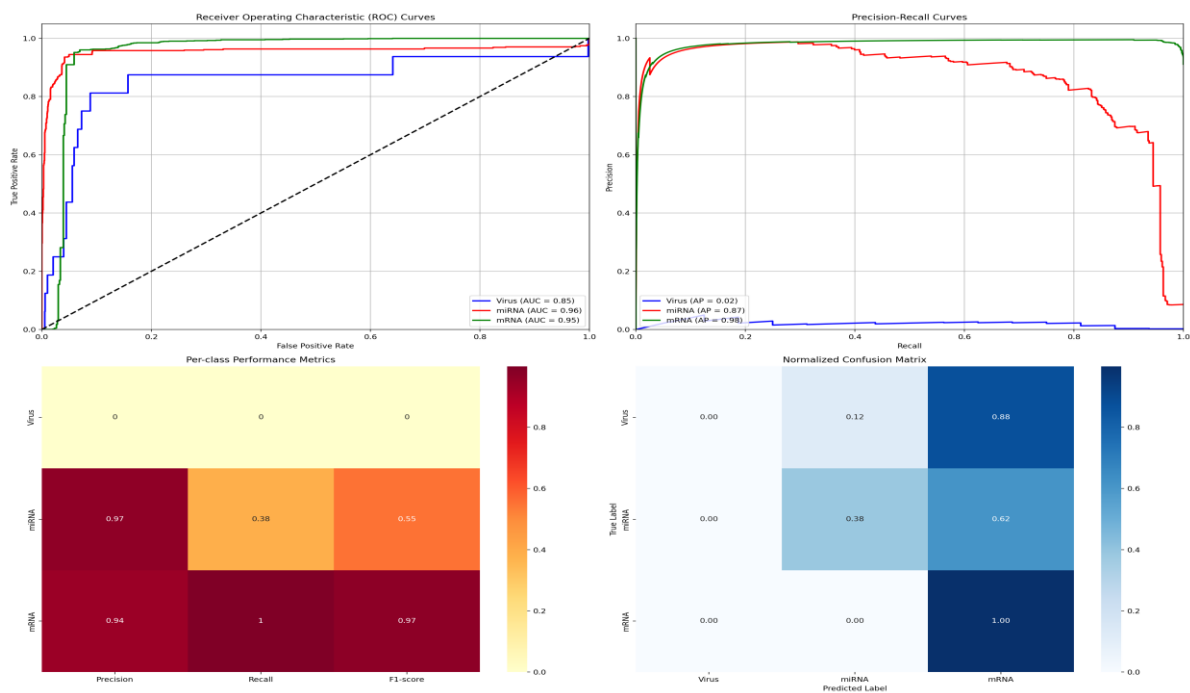 Receiver Operating Characteristic (ROC) Curves
1.0
0.8
0.6
0.4
0.2
0.0
True Positive Rate
0.0
0.2
0.4
0.6
0.8
1.0
False Positive Rate
Virus (AUC = 0.85)
miRNA (AUC = 0.96)
mRNA (AUC = 0.95)
Precision-Recall Curves
1.0
0.8
0.6
0.4
0.2
0.0
Precision
0.0
0.2
0.4
0.6
0.8
1.0
Recall
Virus (AP = 0.02)
miRNA (AP = 0.87)
mRNA (AP = 0.98)
Per-class Performance Metrics
Virus
0
0
0
miRNA
0.97
0.38
0.55
mRNA
0.94
1
0.97
Precision
Recall
F1-score
0.8
0.6
0.4
0.2
0.0
Normalized Confusion Matrix
True Label
Virus
0.00
0.12
0.88
miRNA
0.00
0.38
0.62
mRNA
0.00
0.00
1.00
Virus
miRNA
mRNA
Predicted Label
0.8
0.6
0.4
0.2
0.0